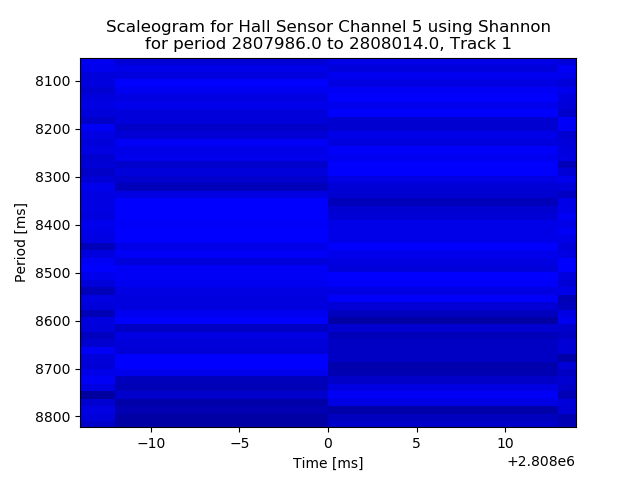 Scaleogram for Hall Sensor Channel 5 using Shannon
for period 2807986.0 to 2808014.0, Track 1
8100
8200
8300
8400
8500
8600
8700
8800
Period [ms]
−10
−5
0
5
10
Time [ms]
+2.808e6